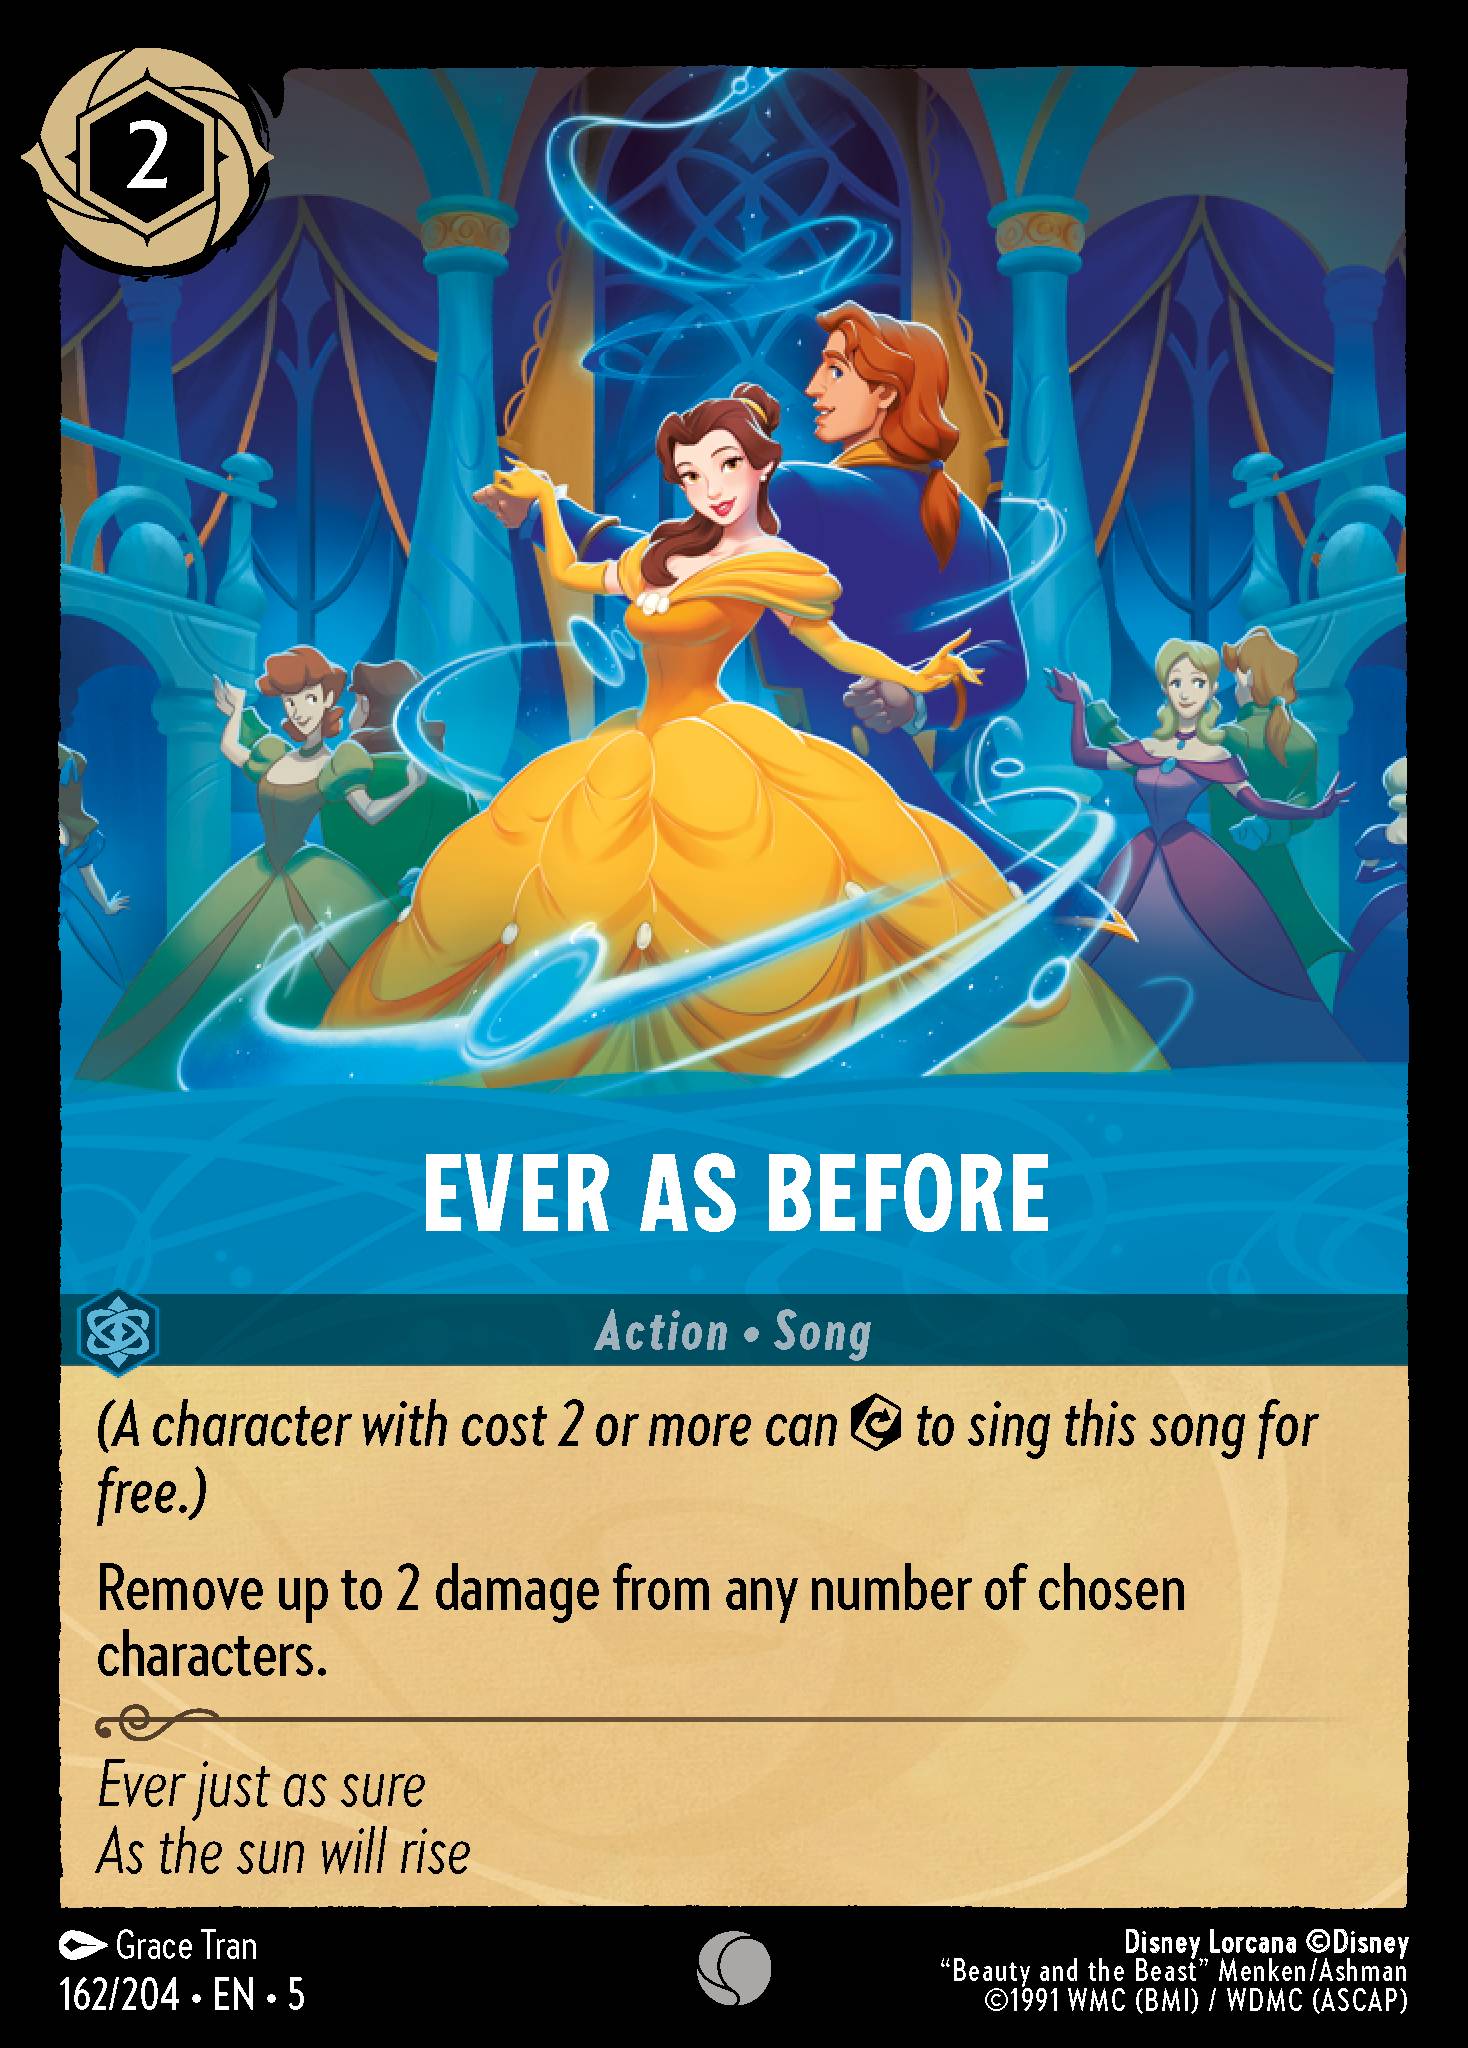 2
EVER AS BEFORE
Action • Song
(A character with cost 2 or more can to sing this song for
free.)
Remove up to 2 damage from any number of chosen
characters.
Ever just as sure
As the sun will rise
Grace Tran
162/204 • EN • 5
Disney Lorcana ©Disney
“Beauty and the Beast” Menken/Ashman
©1991 WMC (BMI) / WDMC (ASCAP)